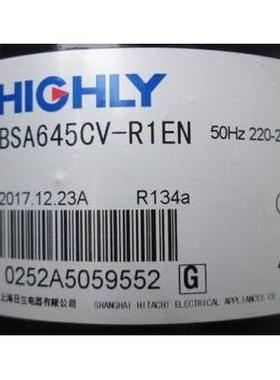 HIGHLY
BSA645CV-R1EN 50Hz 220-2
2017.12.23A R134a
0252A5059552 G
上海日立电器有限公司 SHANGHAI HITACHI ELECTRICAL APPLIANCES CO